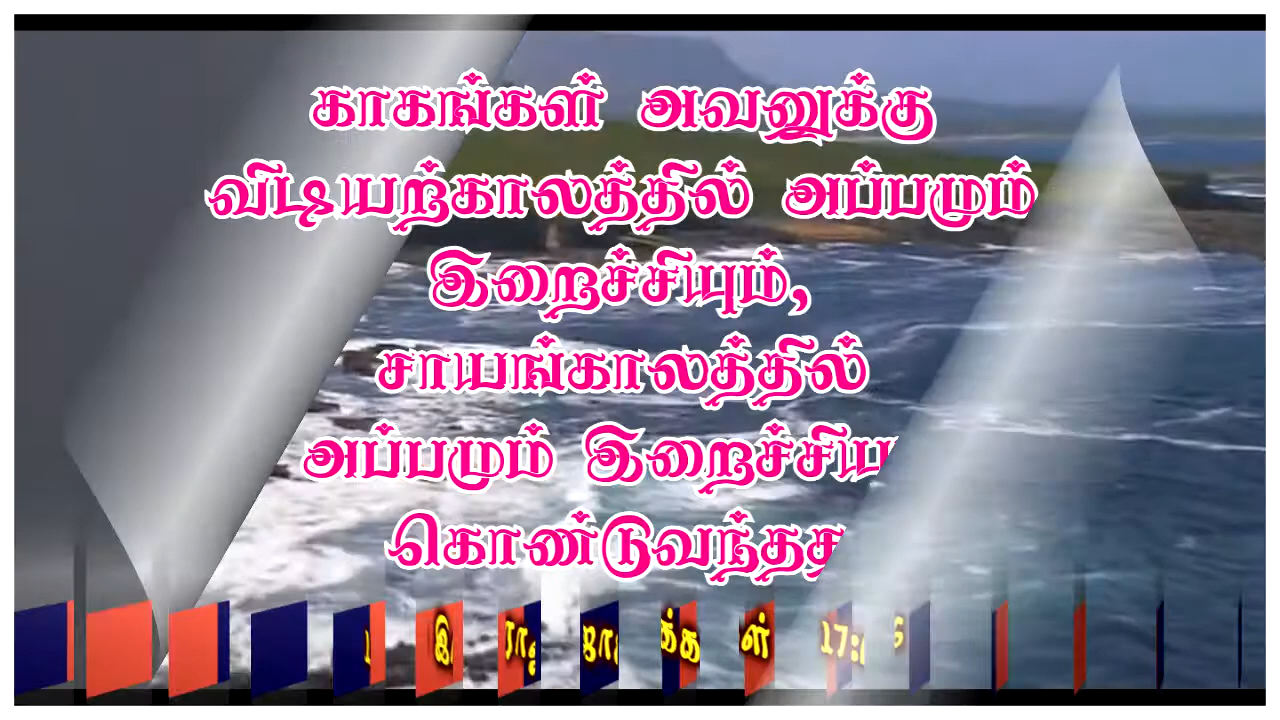 காகங்கள் அவனுக்கு
விடியற்காலத்தில் அப்பமும்
இறைச்சியும்,
சாயங்காலத்தில்
அப்பமும்